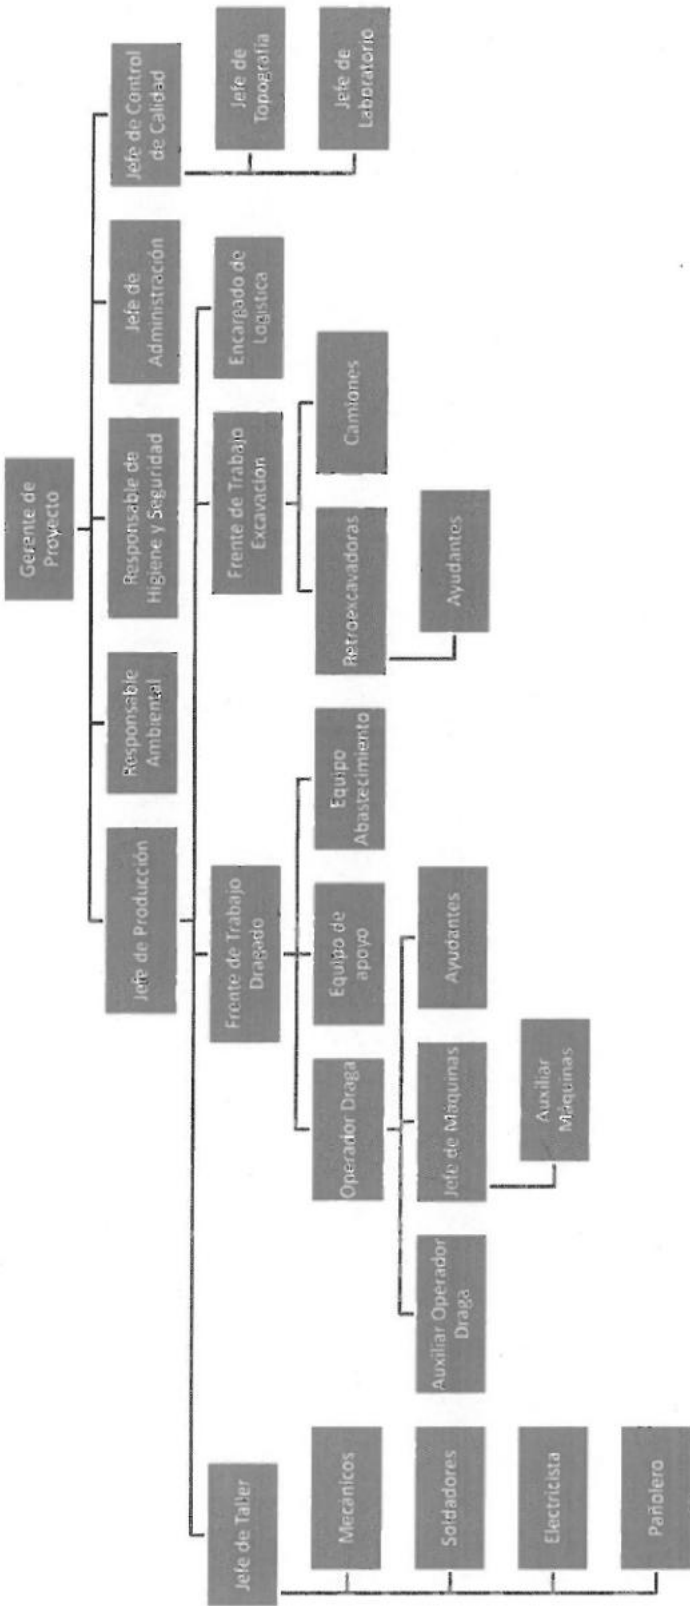 Gerente de
Proyecto
Jefe de Producción
Responsable
Ambiental
Responsable de
Higiene y Seguridad
Jefe de
Administración
Jefe de Control
de Calidad
Jefe de Taller
Frente de Trabajo
Dragado
Frente de Trabajo
Excavacion
Encargado de
Logistica
Jefe de
Topografía
Jefe de
Laboratorio
Mecánicos
Soldadores
Electricista
Pañolero
Operador Draga
Equipo de
apoyo
Equipo
Abastecimiento
Retroexcavadoras
Camiones
Auxiliar Operador
Draga
Jefe de Máquinas
Ayudantes
Ayudantes
Auxiliar
Máquinas